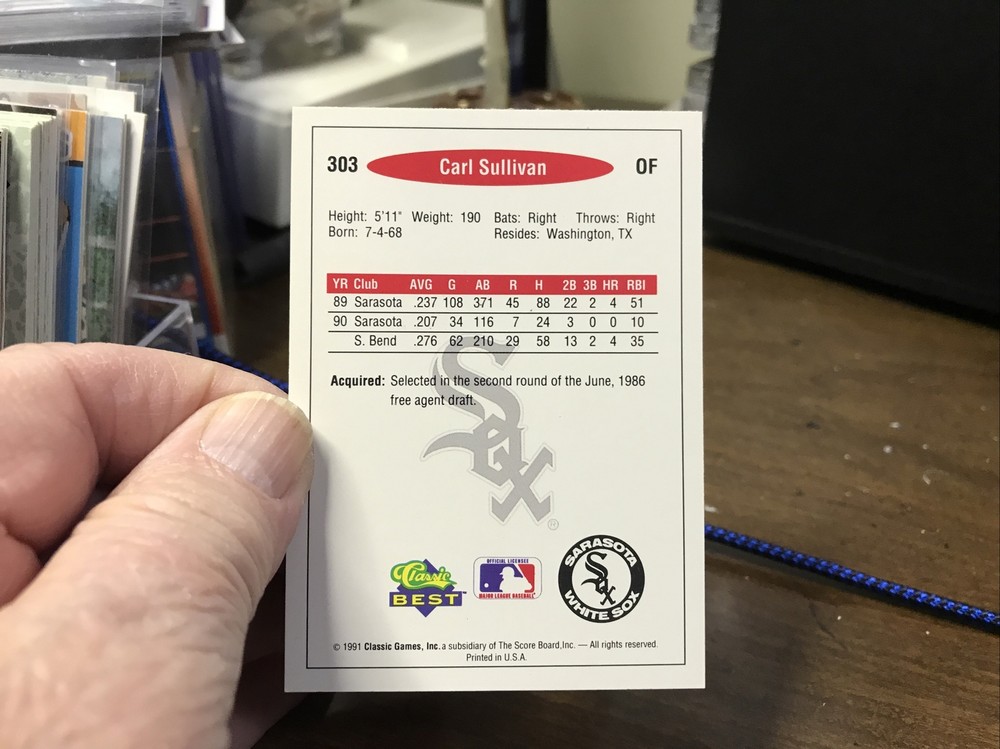 303 Carl Sullivan OF
Height: 5'11" Weight: 190 Bats: Right Throws: Right
Born: 7-4-68 Resides: Washington, TX
YR Club AVG G AB R H 2B 3B HR RBI
89 Sarasota .237 108 371 45 88 22 2 4 51
90 Sarasota .207 34 116 7 24 3 0 0 10
S. Bend .276 62 210 29 58 13 2 4 35
Acquired: Selected in the second round of the June, 1986
free agent draft.
Sox
®
Classic
BEST
OFFICIAL LICENSEE
MAJOR LEAGUE BASEBALL
SARASOTA
Sox
WHITE SOX
© 1991 Classic Games, Inc. a subsidiary of The Score Board, Inc. — All rights reserved.
Printed in U.S.A.